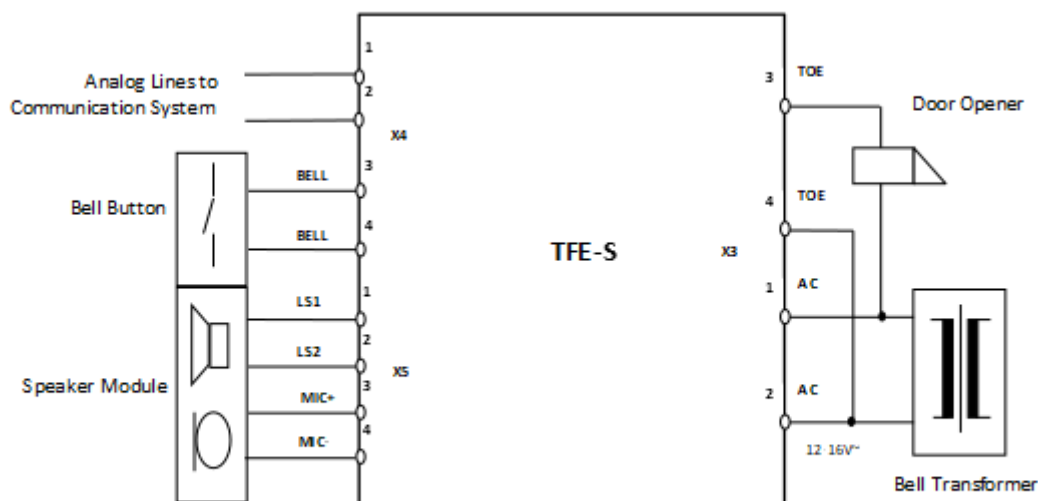 1
Analog Lines to
Communication System
2
X4
3
BELL
Bell Button
4
BELL
1
LS1
2
LS2
Speaker Module
X5
3
MIC+
4
MIC-
TFE-S
3 TOE
Door Opener
4 TOE
X3
1 AC
2 AC
12-16V~
Bell Transformer